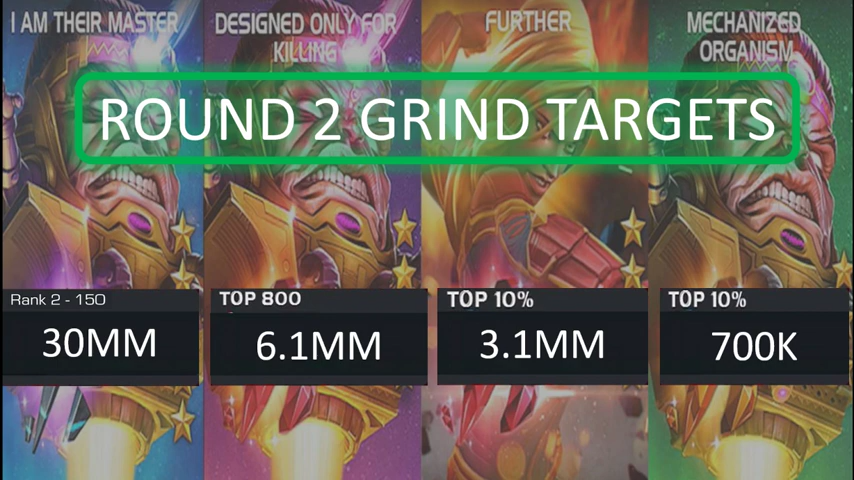 I AM THEIR MASTER
DESIGNED ONLY FOR
KILLING
FURTHER
MECHANIZED
ORGANISM
ROUND 2 GRIND TARGETS
Rank 2 - 150
30MM
TOP 800
6.1MM
TOP 10%
3.1MM
TOP 10%
700K